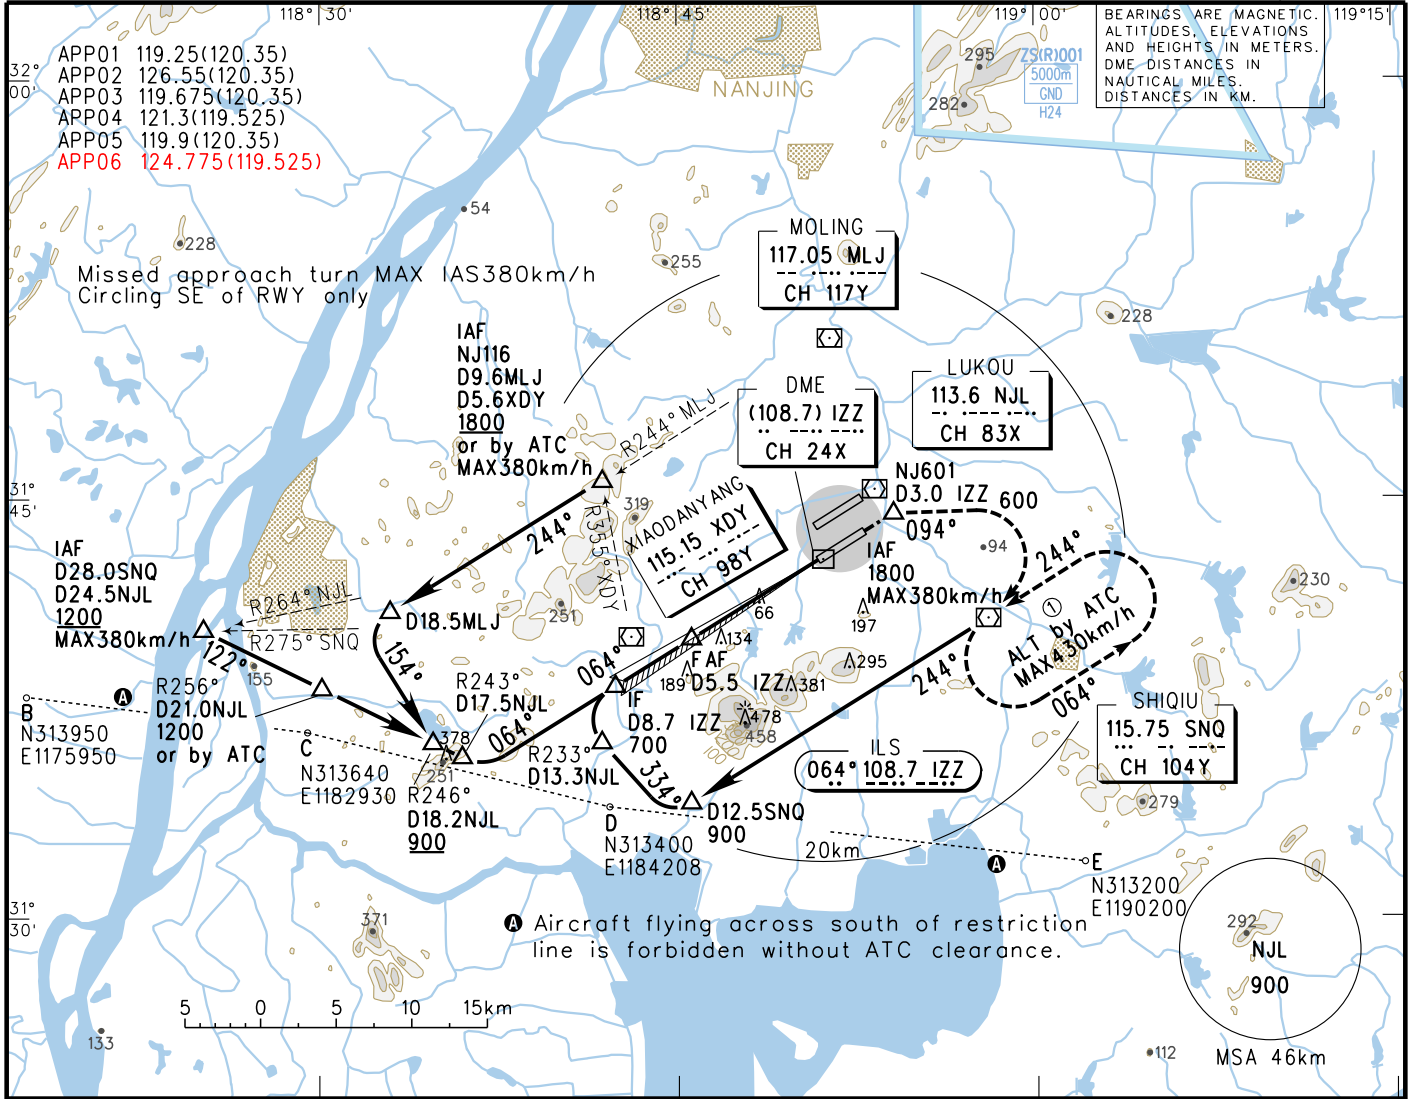 118°30'
118°45'
119°00'
119°15'
BEARINGS ARE MAGNETIC.
ALTITUDES, ELEVATIONS
AND HEIGHTS IN METERS.
DME DISTANCES IN
NAUTICAL MILES.
DISTANCES IN KM.
APP01 119.25(120.35)
APP02 126.55(120.35)
APP03 119.675(120.35)
APP04 121.3(119.525)
APP05 119.9(120.35)
APP06 124.775(119.525)
32°
00'
NANJING
295
282
ZS(R)001
5000m
GND
H24
54
228
255
228
Missed approach turn MAX IAS380km/h
Circling SE of RWY only
MOLING
117.05 MLJ
CH 117Y
IAF
NJ116
D9.6MLJ
D5.6XDY
1800
or by ATC
MAX380km/h
R244° MLJ
DME
(108.7) IZZ
CH 24X
LUKOU
113.6 NJL
CH 83X
31°
45'
NJ601
D3.0 IZZ
600
094°
319
R355° XDY
XIAODANYANG
115.15 XDY
CH 98Y
244°
94
244°
230
IAF
D28.0SNQ
D24.5NJL
1200
MAX380km/h
R264° NJL
R275° SNQ
IAF
1800
MAX380km/h
①
ALT by ATC
MAX430km/h
064°
244°
251
66
197
134
295
D18.5MLJ
154°
122°
155
064°
FAF
D5.5 IZZ
189
381
478
458
IF
D8.7 IZZ
700
R243°
D17.5NJL
R256°
D21.0NJL
1200
or by ATC
A
B
N313950
E1175950
C
N313640
E1182930
378
251
064°
R246°
D18.2NJL
900
R233°
D13.3NJL
334°
ILS
064° 108.7 IZZ
SHIQIU
115.75 SNQ
CH 104Y
279
D12.5SNQ
900
D
N313400
E1184208
20km
A
E
N313200
E1190200
31°
30'
371
A Aircraft flying across south of restriction
line is forbidden without ATC clearance.
292
NJL
900
MSA 46km
5 0 5 10 15km
133
112